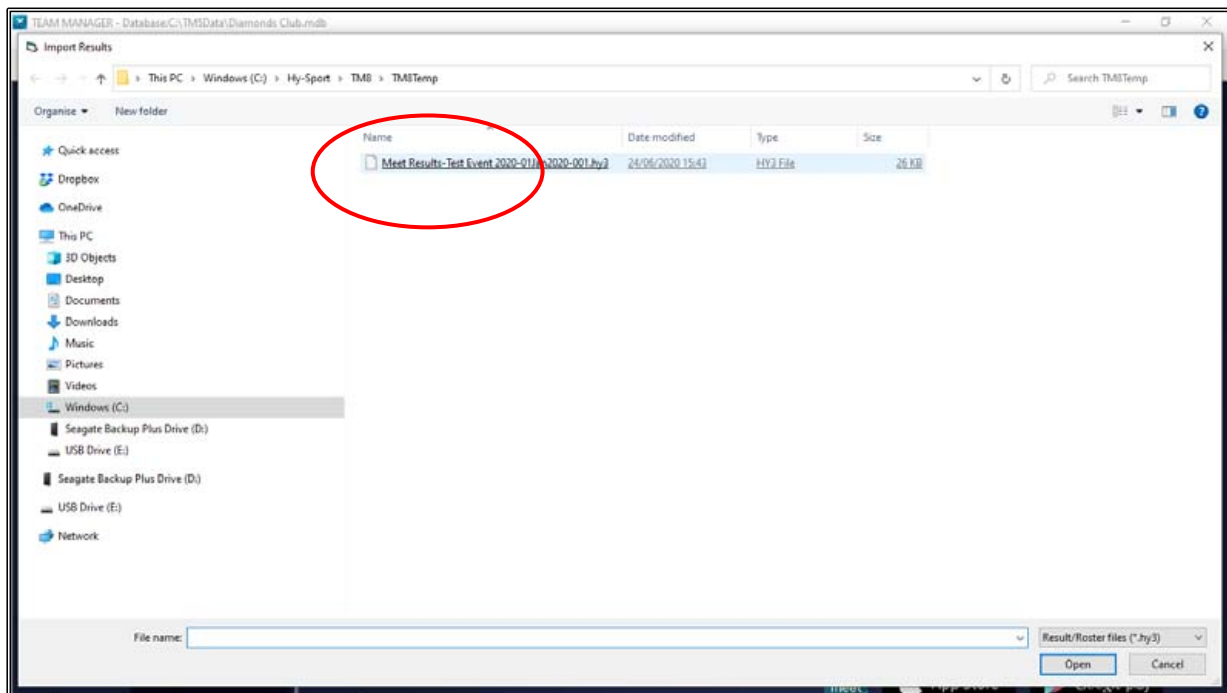 TEAM MANAGER - Database:C:\TM5Data\Diamonds Club.mdb
Import Results
This PC > Windows (C:) > Hy-Sport > TM8 > TM8Temp
Search TM8Temp
Organise
New folder
Name
Date modified
Type
Size
Meet Results-Test Event 2020-01Jan2020-001.hy3
24/06/2020 15:43
HY3 File
26 KB
Quick access
Dropbox
OneDrive
This PC
3D Objects
Desktop
Documents
Downloads
Music
Pictures
Videos
Windows (C:)
Seagate Backup Plus Drive (D:)
USB Drive (E:)
Seagate Backup Plus Drive (D:)
USB Drive (E:)
Network
File name:
Result/Roster files (*.hy3)
Open
Cancel
meet